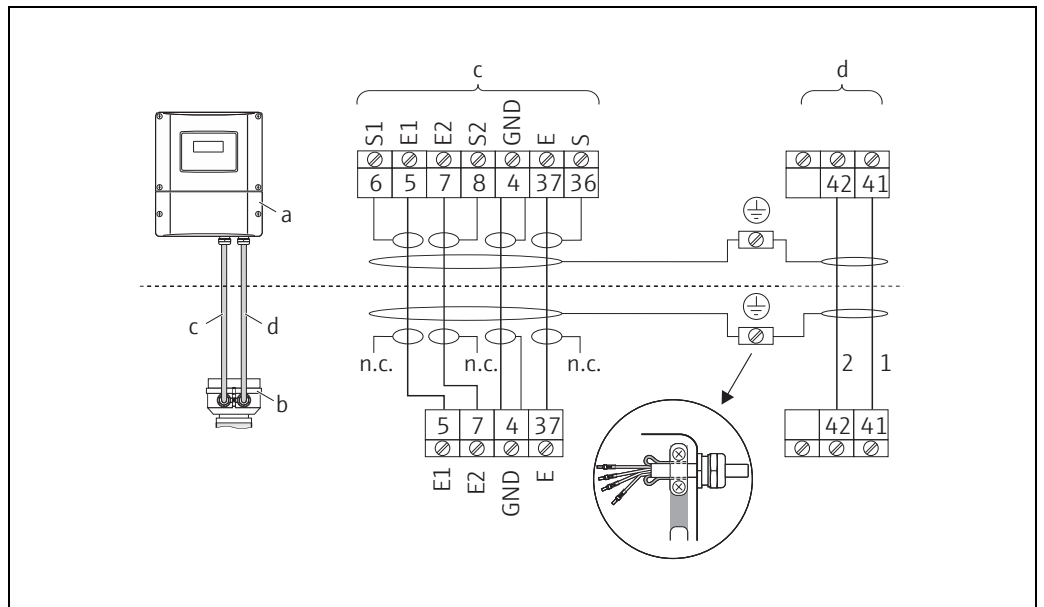 c d
S1 E1 E2 S2 GND E S
6 5 7 8 4 37 36 42 41
a
c d
n.c. n.c. n.c. 2 1
b
5 7 4 37 42 41
E1 E2 GND E